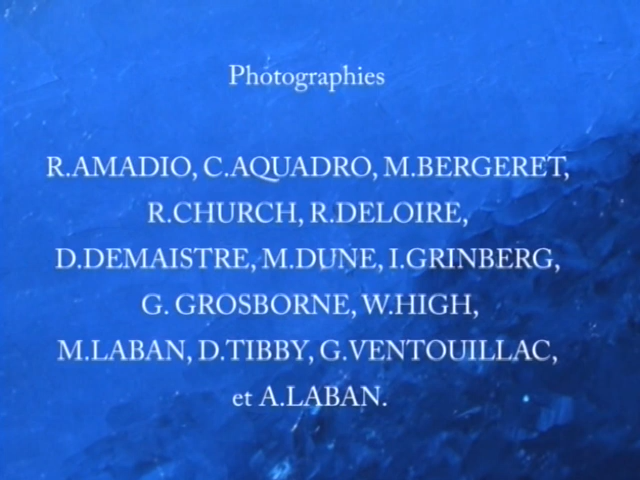 Photographies
R.AMADIO, C.AQUADRO, M.BERGERET,
R.CHURCH, R.DELOIRE,
D.DEMAISTRE, M.DUNE, I.GRINBERG,
G. GROSBORNE, W.HIGH,
M.LABAN, D.TIBBY, G.VENTOUILLAC,
et A.LABAN.